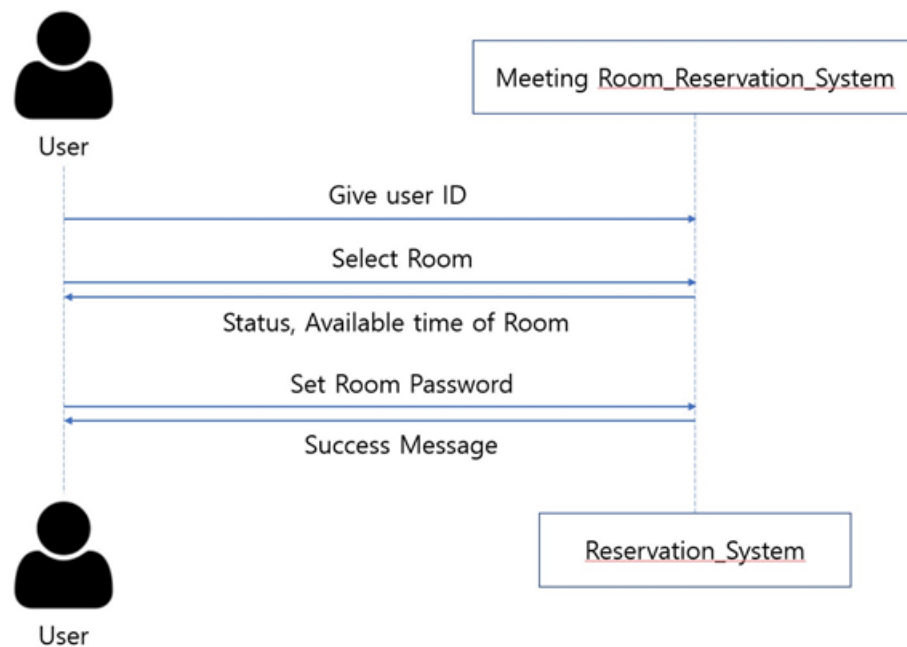 User
Meeting Room_Reservation_System
Give user ID
Select Room
Status, Available time of Room
Set Room Password
Success Message
Reservation_System
User